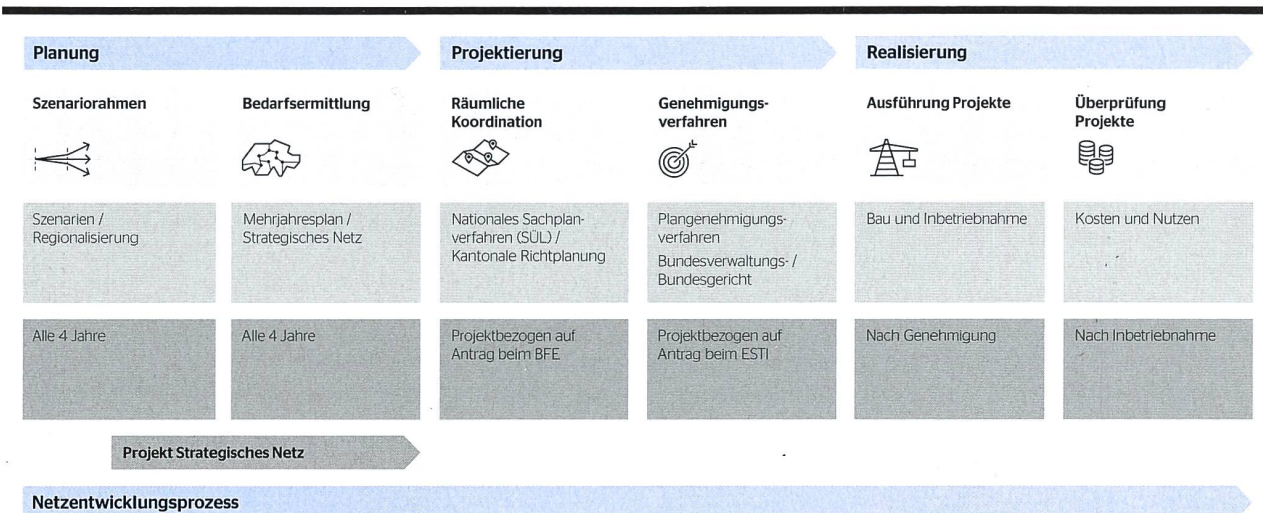 Planung
Projektierung
Realisierung
Szenariorahmen
Bedarfsermittlung
Räumliche
Koordination
Genehmigungs-
verfahren
Ausführung Projekte
Überprüfung
Projekte
Szenarien /
Regionalisierung
Mehrjahresplan /
Strategisches Netz
Nationales Sachplan-
verfahren (SÜL) /
Kantonale Richtplanung
Plangenehmigungs-
verfahren
Bundesverwaltungs- /
Bundesgericht
Bau und Inbetriebnahme
Kosten und Nutzen
Alle 4 Jahre
Alle 4 Jahre
Projektbezogen auf
Antrag beim BFE
Projektbezogen auf
Antrag beim ESTI
Nach Genehmigung
Nach Inbetriebnahme
Projekt Strategisches Netz
Netzentwicklungsprozess